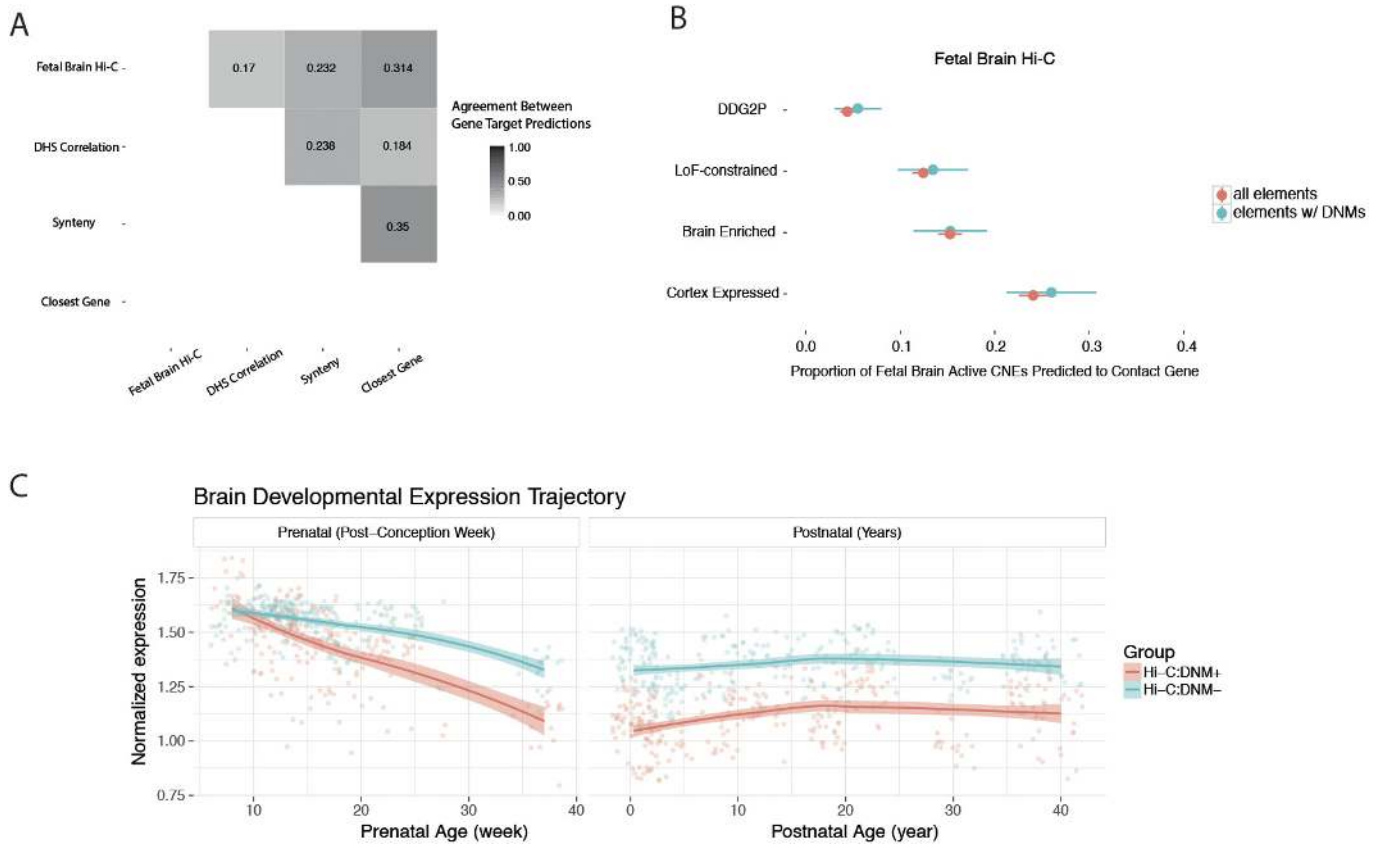 A
Fetal Brain Hi-C
0.17
0.232
0.314
DHS Correlation
0.238
0.184
Synteny
0.35
Closest Gene
Fetal Brain Hi-C
DHS Correlation
Synteny
Closest Gene
Agreement Between
Gene Target Predictions
1.00
0.50
0.00
B
Fetal Brain Hi-C
DDG2P
LoF-constrained
Brain Enriched
Cortex Expressed
0.0
0.1
0.2
0.3
0.4
Proportion of Fetal Brain Active CNEs Predicted to Contact Gene
all elements
elements w/ DNMs
C
Brain Developmental Expression Trajectory
Prenatal (Post-Conception Week)
Postnatal (Years)
Normalized expression
1.75
1.50
1.25
1.00
0.75
10
20
30
40
0
10
20
30
40
Prenatal Age (week)
Postnatal Age (year)
Group
Hi-C:DNM+
Hi-C:DNM-